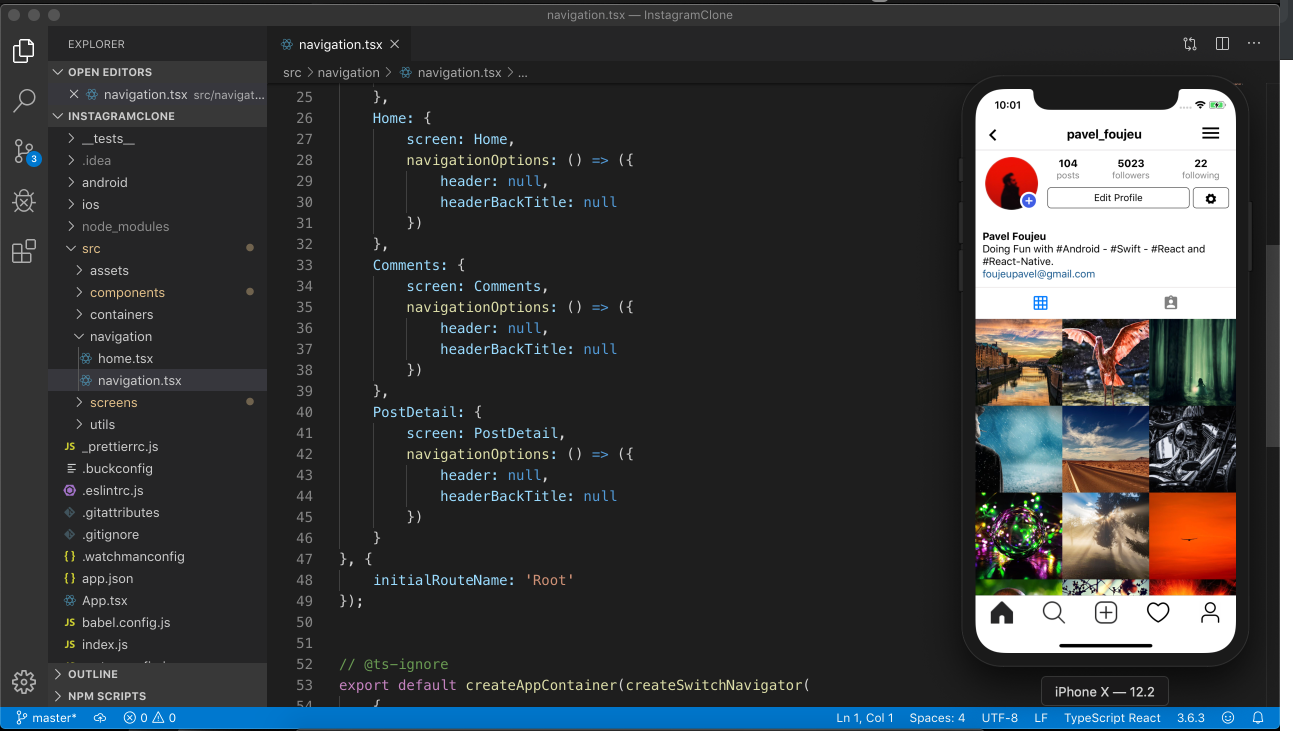 navigation.tsx — InstagramClone
EXPLORER
OPEN EDITORS
navigation.tsx src/navigat...
INSTAGRAMCLONE
__tests__
.idea
android
ios
node_modules
src
assets
components
containers
navigation
home.tsx
navigation.tsx
screens
utils
JS _prettierrc.js
.buckconfig
.eslintrc.js
.gitattributes
.gitignore
{} .watchmanconfig
{} app.json
App.tsx
JS babel.config.js
JS index.js
OUTLINE
NPM SCRIPTS
3
navigation.tsx
src > navigation > navigation.tsx > ...
25 },
26 Home: {
27 screen: Home,
28 navigationOptions: () => ({
29 header: null,
30 headerBackTitle: null
31 })
32 },
33 Comments: {
34 screen: Comments,
35 navigationOptions: () => ({
36 header: null,
37 headerBackTitle: null
38 })
39 },
40 PostDetail: {
41 screen: PostDetail,
42 navigationOptions: () => ({
43 header: null,
44 headerBackTitle: null
45 })
46 }
47 }, {
48 initialRouteName: 'Root'
49 });
50
51
52 // @ts-ignore
53 export default createAppContainer(createSwitchNavigator(
54 {
10:01
pavel_foujeu
104 5023 22
posts followers following
Edit Profile
Pavel Foujeu
Doing Fun with #Android - #Swift - #React and
#React-Native.
foujeupavel@gmail.com
iPhone X — 12.2
master* 0 0 Ln 1, Col 1 Spaces: 4 UTF-8 LF TypeScript React 3.6.3